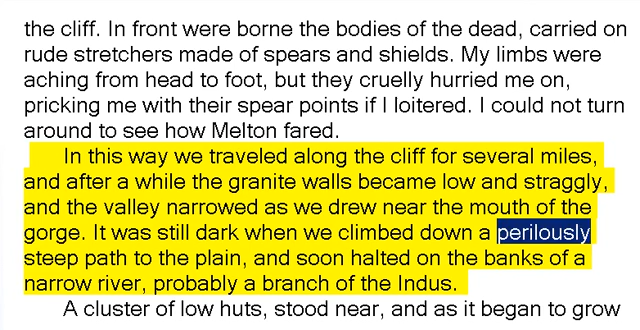 the cliff. In front were borne the bodies of the dead, carried on
rude stretchers made of spears and shields. My limbs were
aching from head to foot, but they cruelly hurried me on,
pricking me with their spear points if I loitered. I could not turn
around to see how Melton fared.
In this way we traveled along the cliff for several miles,
and after a while the granite walls became low and straggly,
and the valley narrowed as we drew near the mouth of the
gorge. It was still dark when we climbed down a perilously
steep path to the plain, and soon halted on the banks of a
narrow river, probably a branch of the Indus.
A cluster of low huts, stood near, and as it began to grow